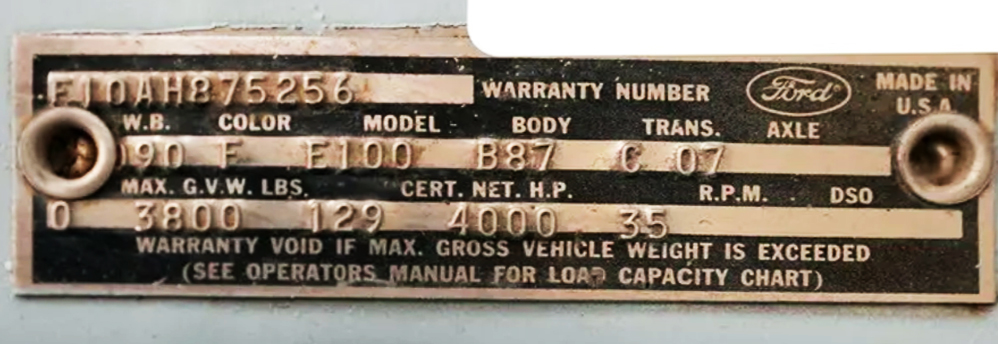 E10AH875256 WARRANTY NUMBER Ford MADE IN U.S.A.
W.B. COLOR MODEL BODY TRANS. AXLE
090 F E100 B87 C 07
MAX. G.V.W. LBS. CERT. NET. H.P. R.P.M. DSO
0 3800 129 4000 35
WARRANTY VOID IF MAX. GROSS VEHICLE WEIGHT IS EXCEEDED
(SEE OPERATORS MANUAL FOR LOAD CAPACITY CHART)